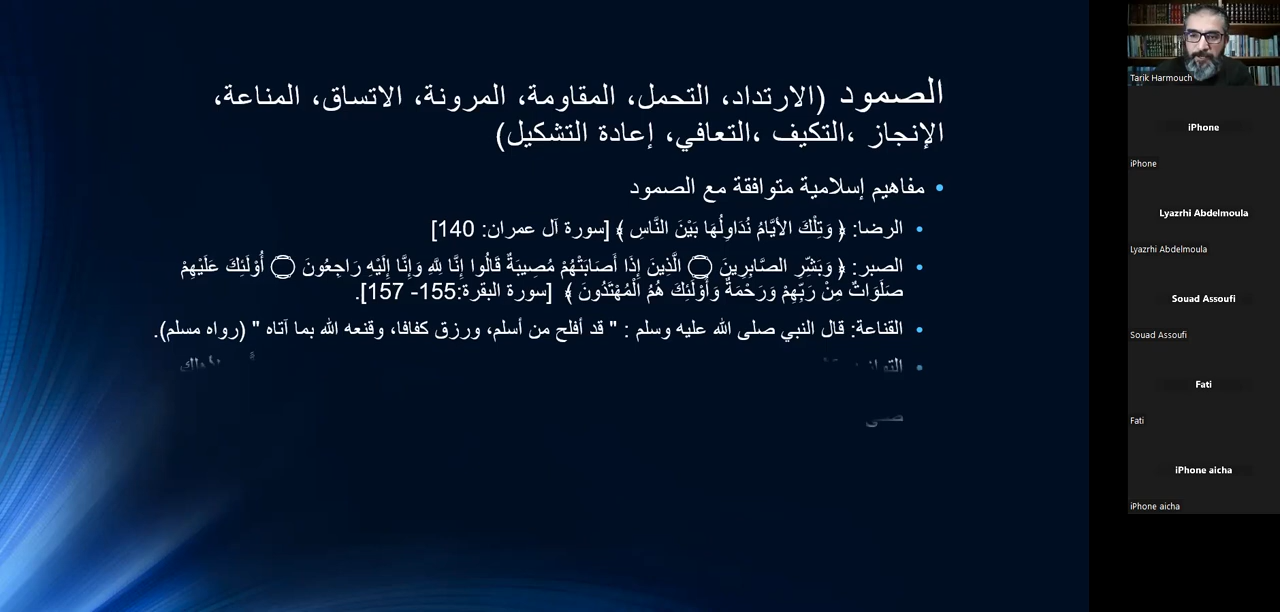 الصمود (الارتداد، التحمل، المقاومة، المرونة، الاتساق، المناعة،
الإنجاز ،التكيف ،التعافي، إعادة التشكيل)
• مفاهيم إسلامية متوافقة مع الصمود
• الرضا: ﴿ وَتِلْكَ الأيَّامُ نُدَاوِلُهَا بَيْنَ النَّاسِ ﴾ [سورة آل عمران: 140]
• الصبر: ﴿ وَبَشِّرِ الصَّابِرِينَ ۝ الَّذِينَ إِذَا أَصَابَتْهُمْ مُصِيبَةٌ قَالُوا إِنَّا لِلَّهِ وَإِنَّا إِلَيْهِ رَاجِعُونَ ۝ أُوْلَئِكَ عَلَيْهِمْ
صَلَوَاتٌ مِنْ رَبِّهِمْ وَرَحْمَةٌ وَأُوْلَئِكَ هُمُ الْمُهْتَدُونَ ﴾ [سورة البقرة:155- 157].
• القناعة: قال النبي صلى الله عليه وسلم : " قد أفلح من أسلم، ورزق كفافا، وقنعه الله بما آتاه " (رواه مسلم).
Tarik Harmouch
iPhone
iPhone
Lyazrhi Abdelmoula
Lyazrhi Abdelmoula
Souad Assoufi
Souad Assoufi
Fati
Fati
iPhone aicha
iPhone aicha